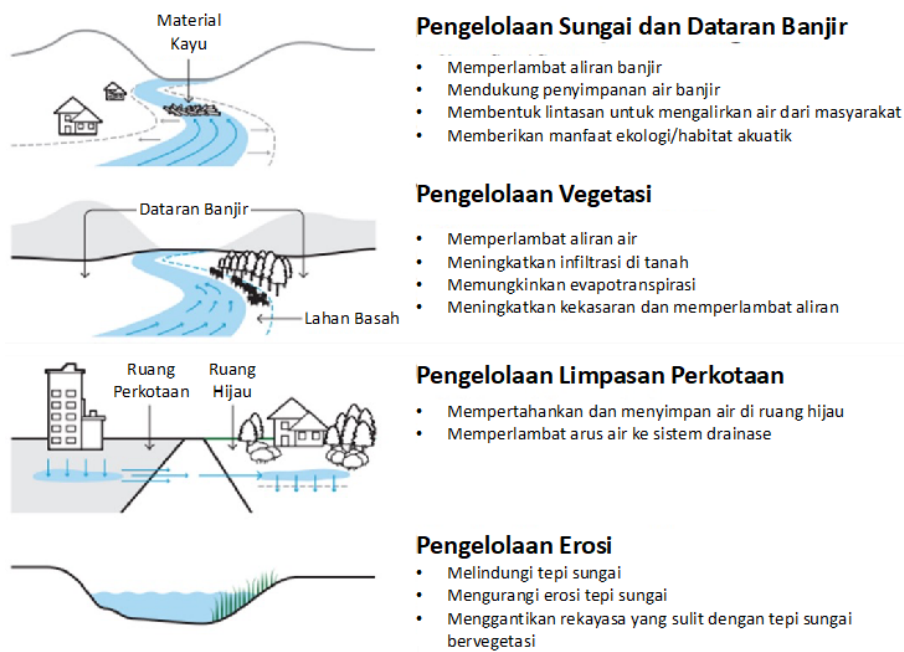 Material
Kayu
Pengelolaan Sungai dan Dataran Banjir
• Memperlambat aliran banjir
• Mendukung penyimpanan air banjir
• Membentuk lintasan untuk mengalirkan air dari masyarakat
• Memberikan manfaat ekologi/habitat akuatik
Dataran Banjir
Lahan Basah
Pengelolaan Vegetasi
• Memperlambat aliran air
• Meningkatkan infiltrasi di tanah
• Memungkinkan evapotranspirasi
• Meningkatkan kekasaran dan memperlambat aliran
Ruang
Perkotaan
Ruang
Hijau
Pengelolaan Limpasan Perkotaan
• Mempertahankan dan menyimpan air di ruang hijau
• Memperlambat arus air ke sistem drainase
Pengelolaan Erosi
• Melindungi tepi sungai
• Mengurangi erosi tepi sungai
• Menggantikan rekayasa yang sulit dengan tepi sungai
bervegetasi